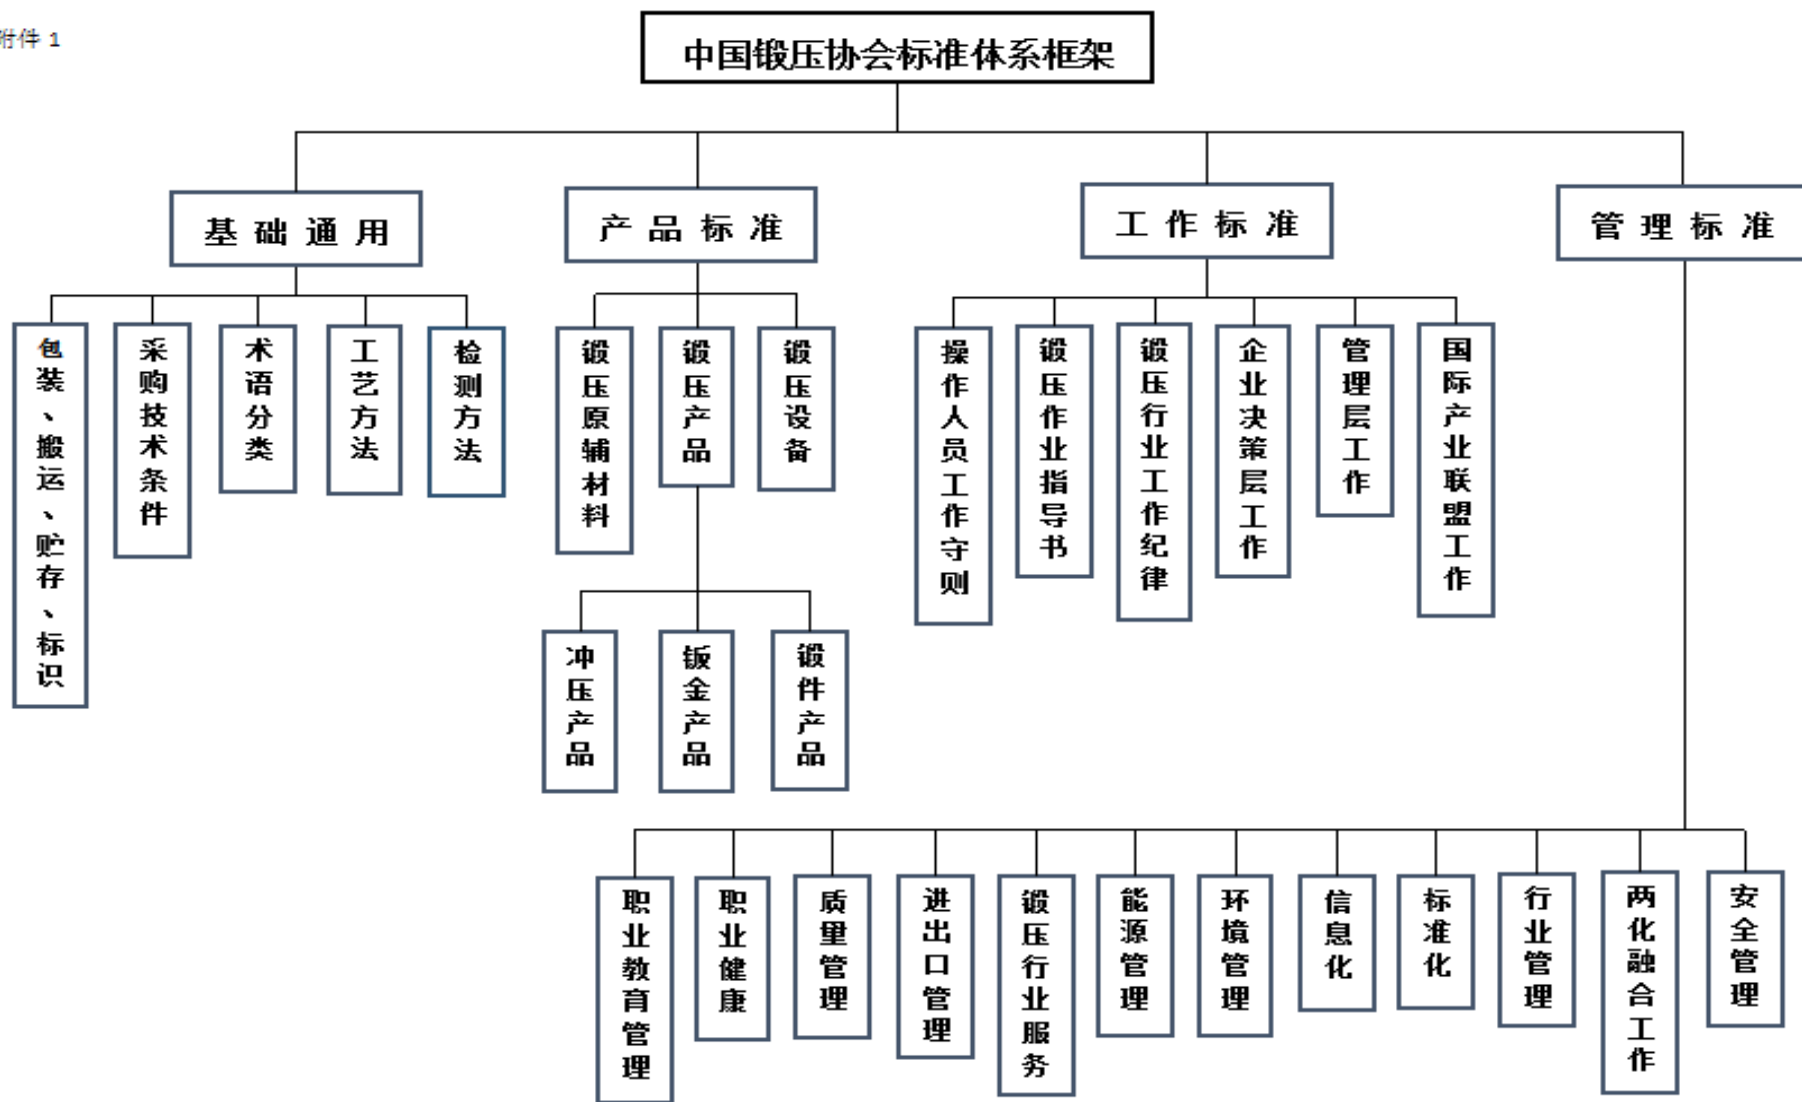 附件 1
中国锻压协会标准体系框架
基础通用
产品标准
工作标准
管理标准
包装、搬运、贮存、标识
采购技术条件
术语分类
工艺方法
检测方法
锻压原辅材料
锻压产品
锻压设备
操作人员工作守则
锻压作业指导书
锻压行业工作纪律
企业决策层工作
管理层工作
国际产业联盟工作
冲压产品
钣金产品
锻件产品
职业教育管理
职业健康
质量管理
进出口管理
锻压行业服务
能源管理
环境管理
信息化
标准化
行业管理
两化融合工作
安全管理